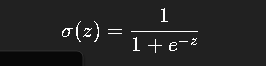 σ(z) = 1 / (1 + e^{-z})